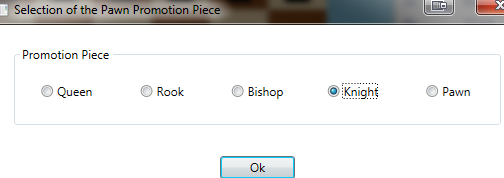 Selection of the Pawn Promotion Piece
Promotion Piece
Queen Rook Bishop Knight Pawn
Ok